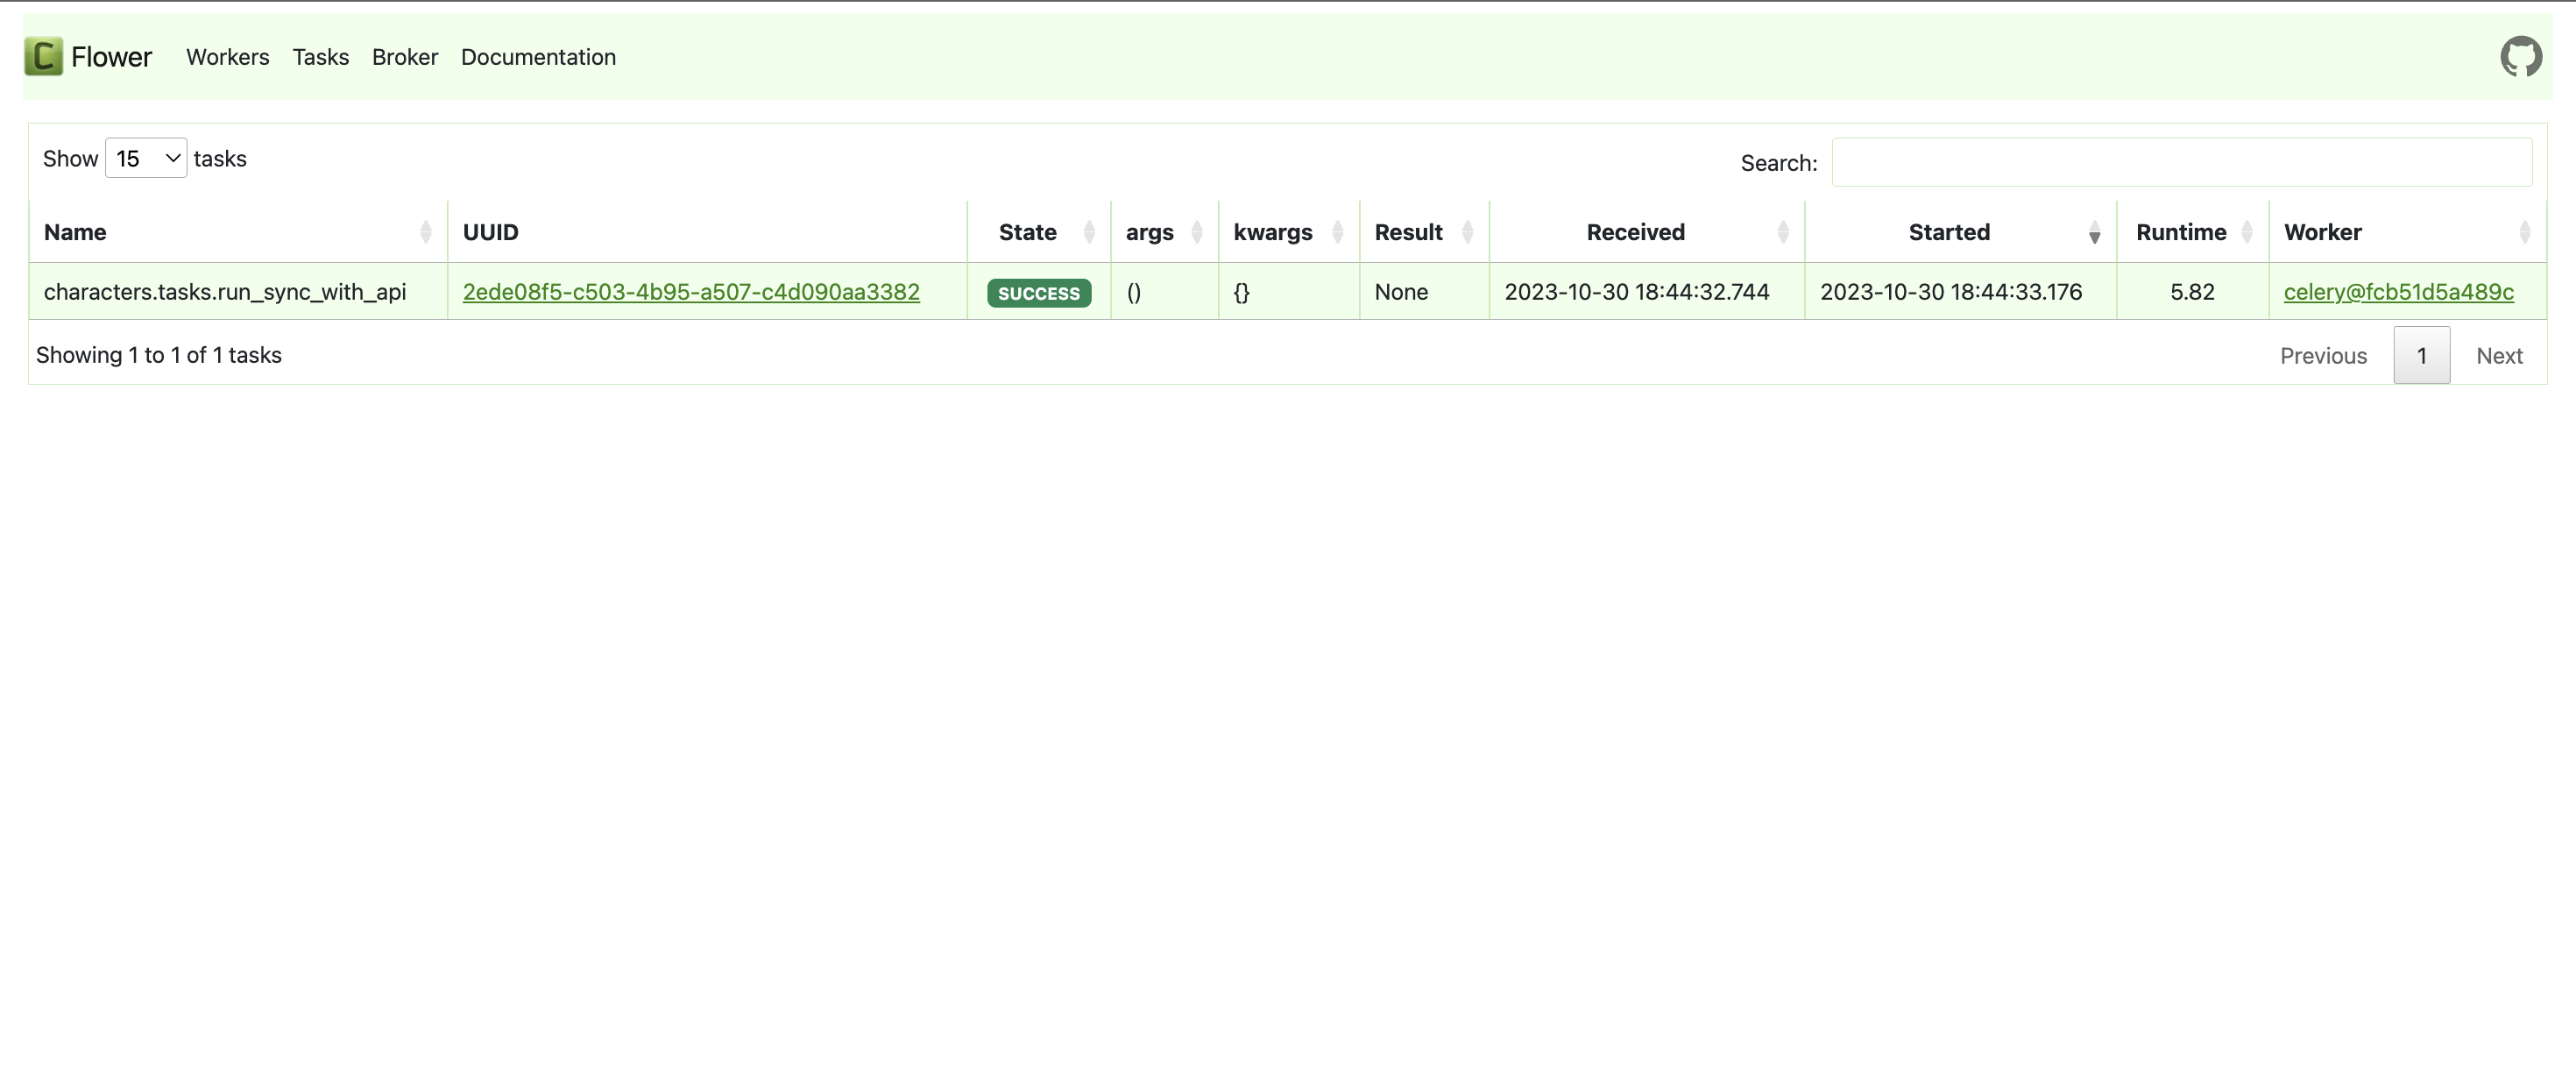 C Flower Workers Tasks Broker Documentation
Show 15 tasks Search:
Name UUID State args kwargs Result Received Started Runtime Worker
characters.tasks.run_sync_with_api 2ede08f5-c503-4b95-a507-c4d090aa3382 SUCCESS () {} None 2023-10-30 18:44:32.744 2023-10-30 18:44:33.176 5.82 celery@fcb51d5a489c
Showing 1 to 1 of 1 tasks Previous 1 Next